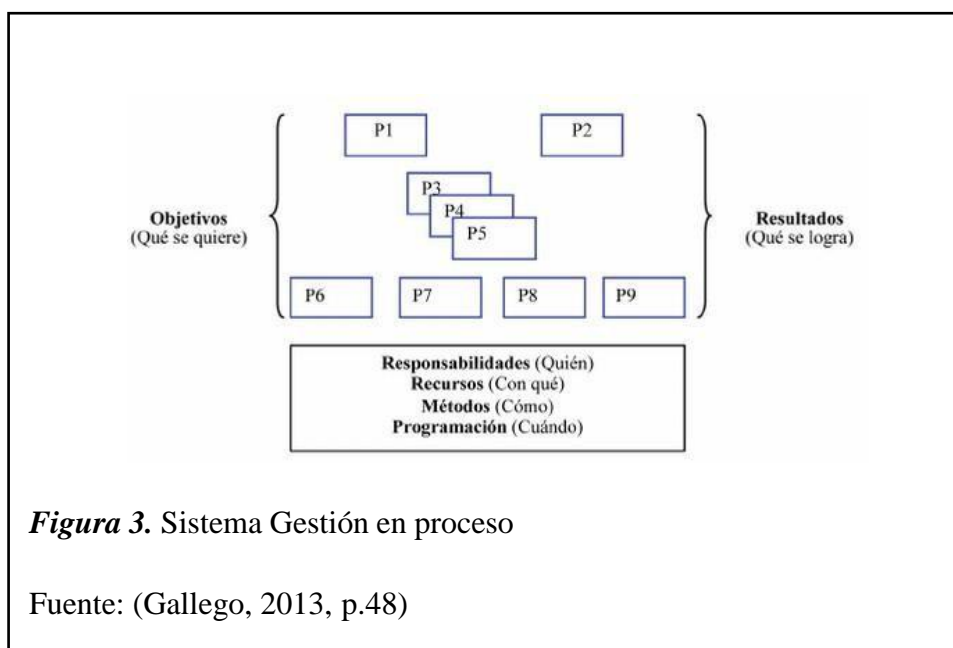 P1 P2
P3
P4
P5
Objetivos
(Qué se quiere)
Resultados
(Qué se logra)
P6 P7 P8 P9
Responsabilidades (Quién)
Recursos (Con qué)
Métodos (Cómo)
Programación (Cuándo)
Figura 3. Sistema Gestión en proceso
Fuente: (Gallego, 2013, p.48)